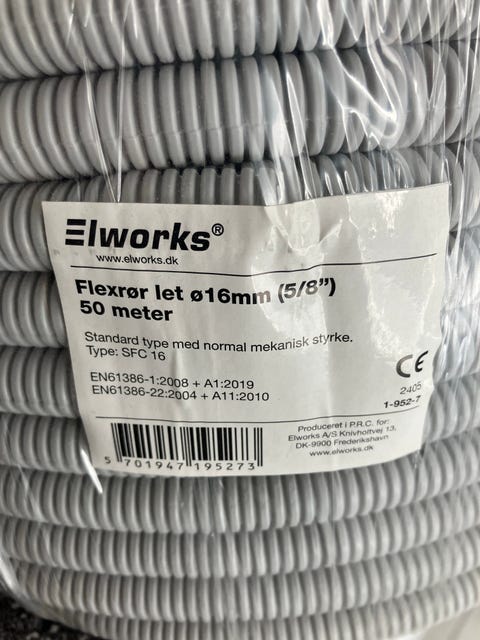 Elworks®
www.elworks.dk
Flexrør let ø16mm (5/8")
50 meter
Standard type med normal mekanisk styrke.
Type: SFC 16
EN61386-1:2008 + A1:2019
EN61386-22:2004 + A11:2010
CE
2405
1-952-7
5 701947 195273
Produceret i P.R.C. for:
Elworks A/S Knivholtvej 13,
DK-9900 Frederikshavn
www.elworks.dk